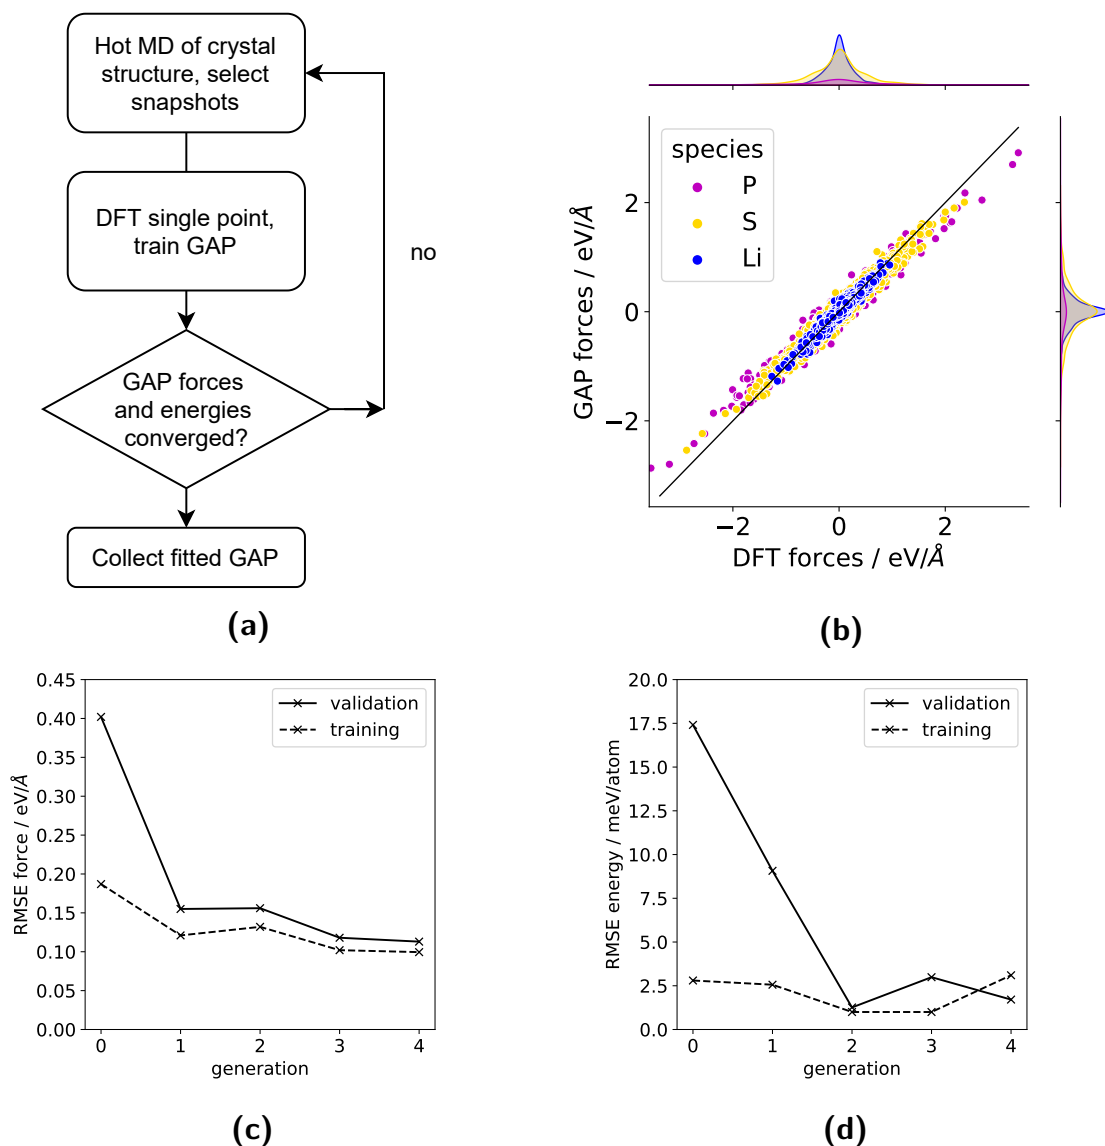 Hot MD of crystal
structure, select
snapshots
DFT single point,
train GAP
no
GAP forces
and energies
converged?
Collect fitted GAP
(a)
species
P
S
Li
2
0
−2
GAP forces / eV/Å
−2
0
2
DFT forces / eV/Å
(b)
0.45
0.40
0.35
0.30
0.25
0.20
0.15
0.10
0.05
0.00
RMSE force / eV/Å
validation
training
0
1
2
3
4
generation
(c)
20.0
17.5
15.0
12.5
10.0
7.5
5.0
2.5
0.0
RMSE energy / meV/atom
validation
training
0
1
2
3
4
generation
(d)